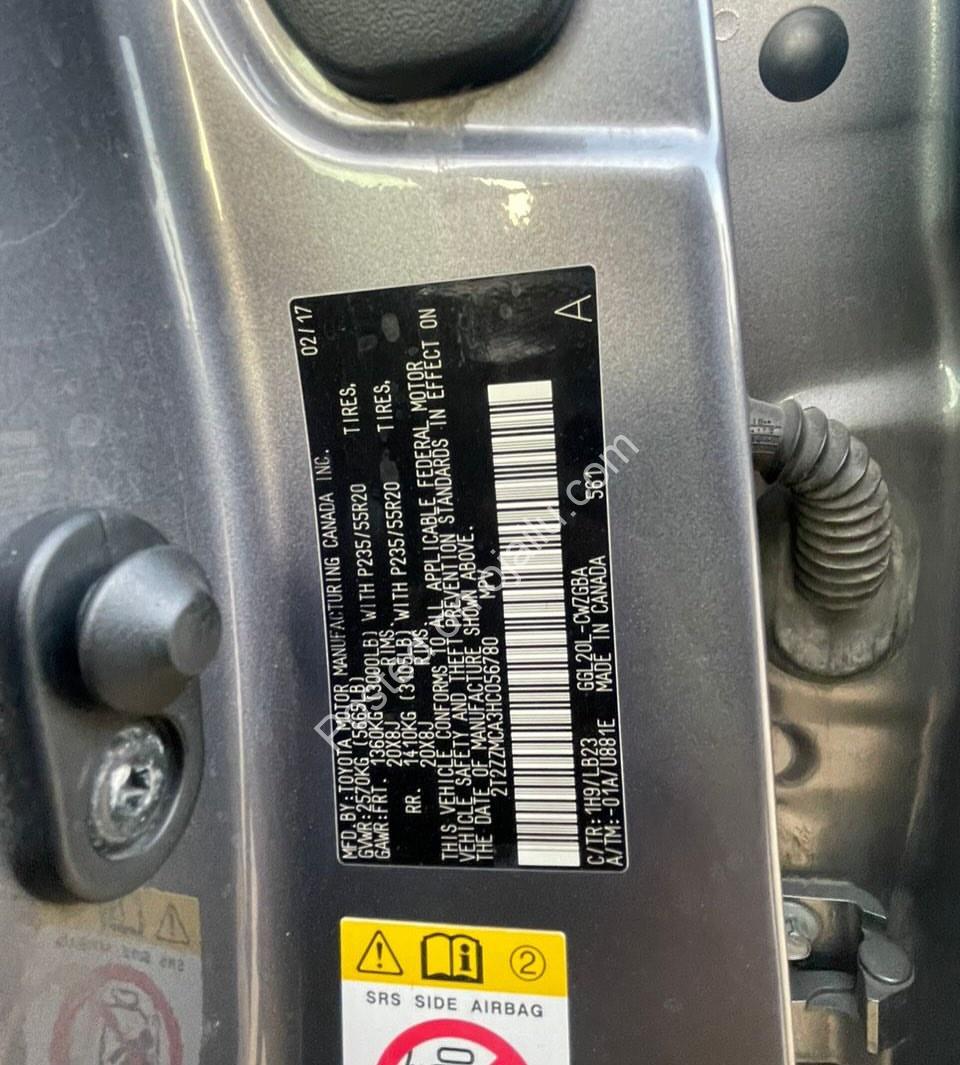 02/17
MFD.BY:TOYOTA MOTOR MANUFACTURING CANADA INC.
GVWR:2570KG (5665LB)
GAWR:FRT. 1360KG (3000LB) WITH P235/55R20 TIRES,
20X8J RIMS
RR. 1410KG (3105LB) WITH P235/55R20 TIRES,
20X8J RIMS
THIS VEHICLE CONFORMS TO ALL APPLICABLE FEDERAL MOTOR
VEHICLE SAFETY AND THEFT PREVENTION STANDARDS IN EFFECT ON
THE DATE OF MANUFACTURE SHOWN ABOVE.
2T2ZZMCA3HC056780 MPV
A
C/TR:1H9/LB23 GGL20L-CWZGBA 561
A/TM:-01A/U881E MADE IN CANADA
2
SRS SIDE AIRBAG